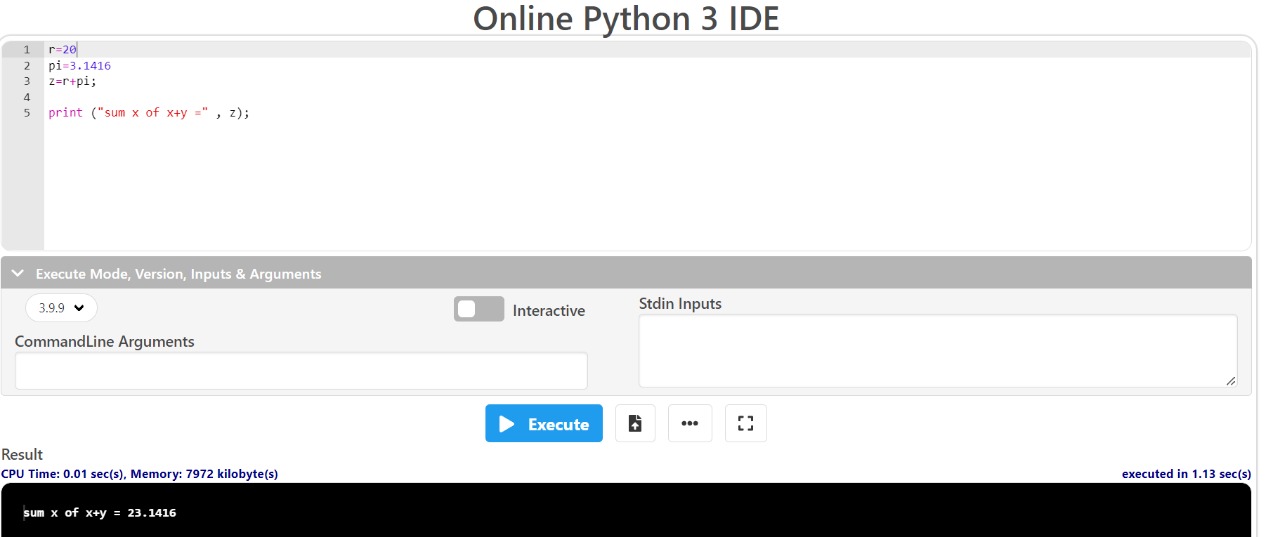 Online Python 3 IDE
1 r=20
2 pi=3.1416
3 z=r+pi;
4
5 print ("sum x of x+y =" , z);
Execute Mode, Version, Inputs & Arguments
3.9.9
Interactive
Stdin Inputs
CommandLine Arguments
Execute
Result
CPU Time: 0.01 sec(s), Memory: 7972 kilobyte(s)
executed in 1.13 sec(s)
sum x of x+y = 23.1416